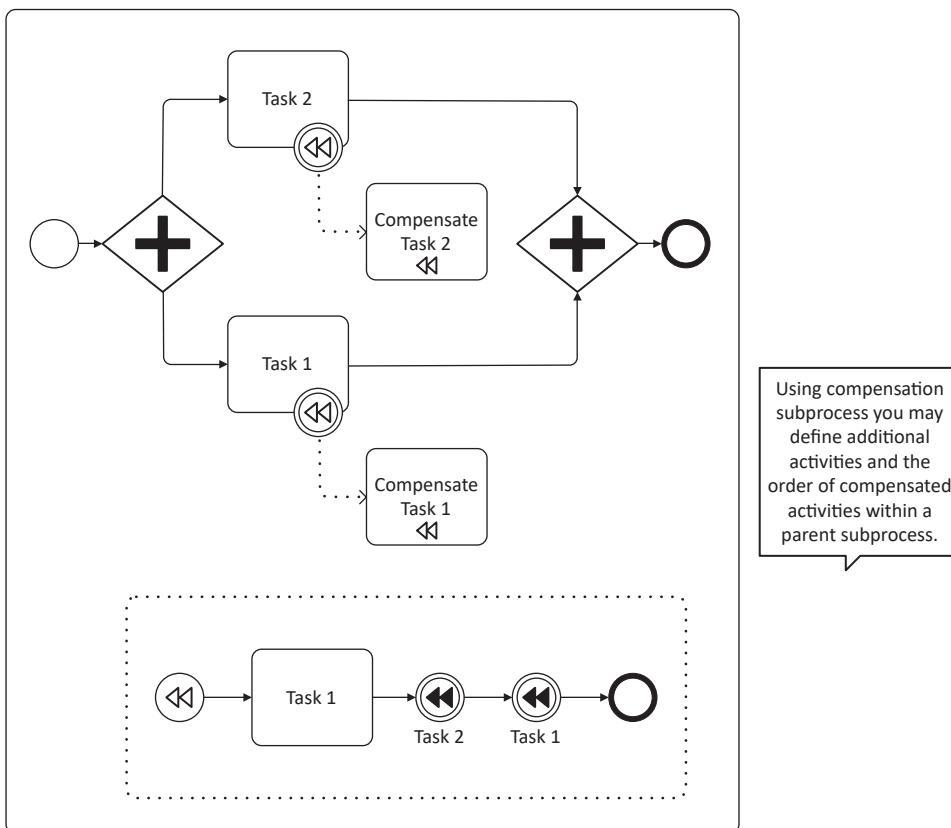 Task 2
Compensate
Task 2
Task 1
Compensate
Task 1
Using compensation
subprocess you may
define additional
activities and the
order of compensated
activities within a
parent subprocess.
Task 1
Task 2
Task 1